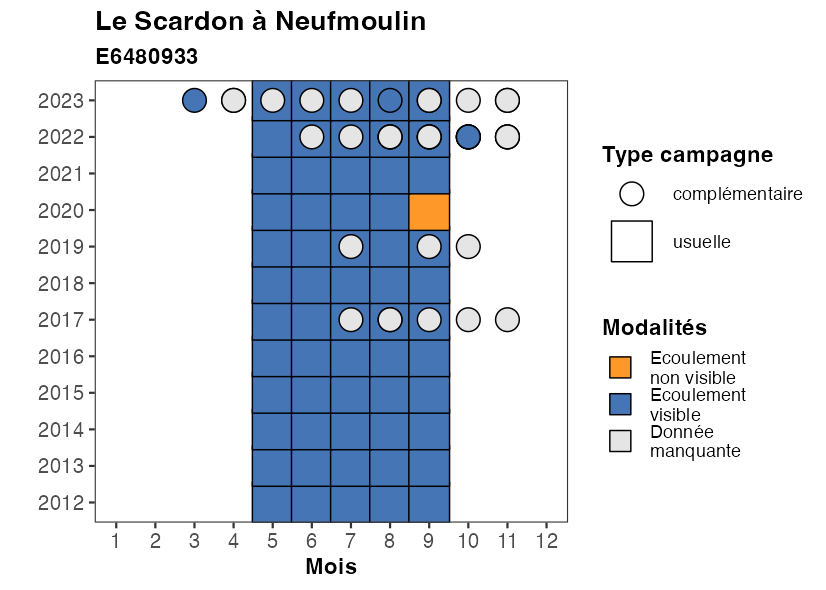 Le Scardon à Neufmoulin
E6480933
2023
2022
2021
2020
2019
2018
2017
2016
2015
2014
2013
2012
1 2 3 4 5 6 7 8 9 10 11 12
Mois
Type campagne
complémentaire
usuelle
Modalités
Ecoulement
non visible
Ecoulement
visible
Donnée
manquante